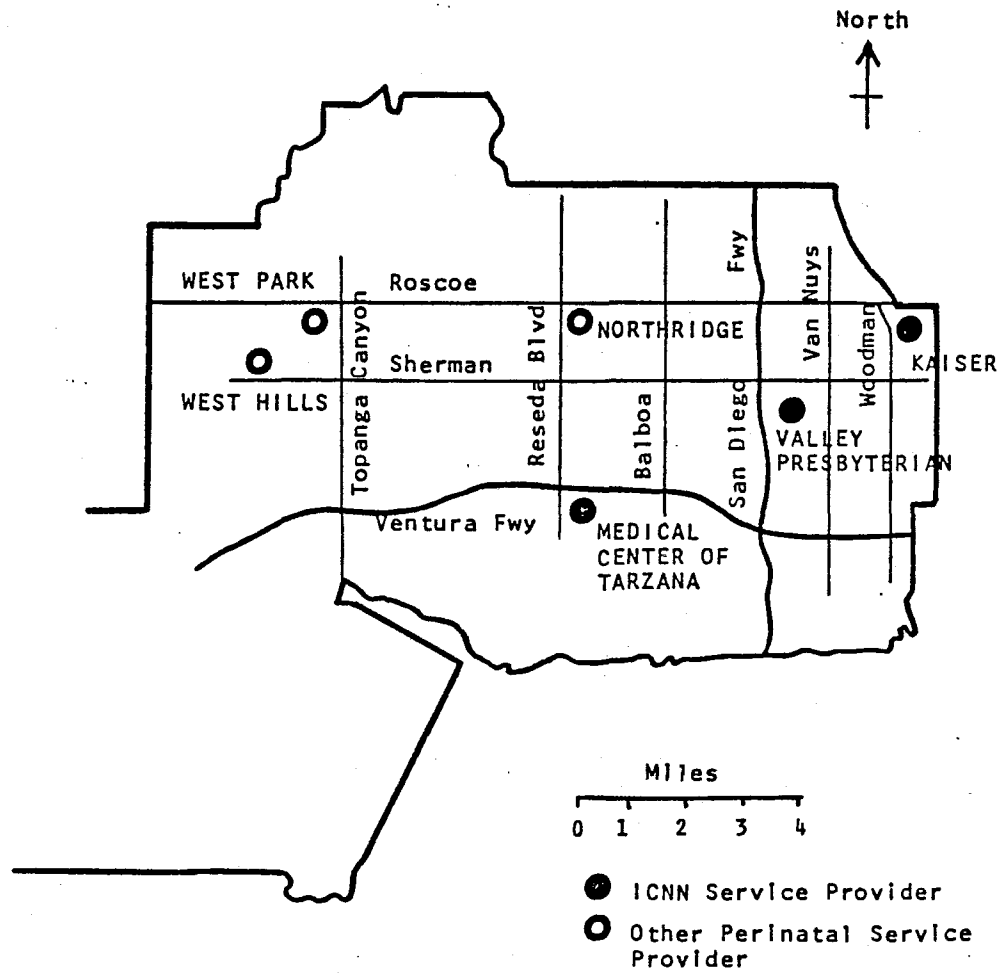 North
WEST PARK
Roscoe
NORTHRIDGE
KAISER
Sherman
WEST HILLS
Topanga Canyon
Reseda Blvd
Balboa
San Diego Fwy
Van Nuys
Woodman
VALLEY
PRESBYTERIAN
Ventura Fwy
MEDICAL
CENTER OF
TARZANA
Miles
0 1 2 3 4
ICNN Service Provider
Other Perinatal Service
Provider